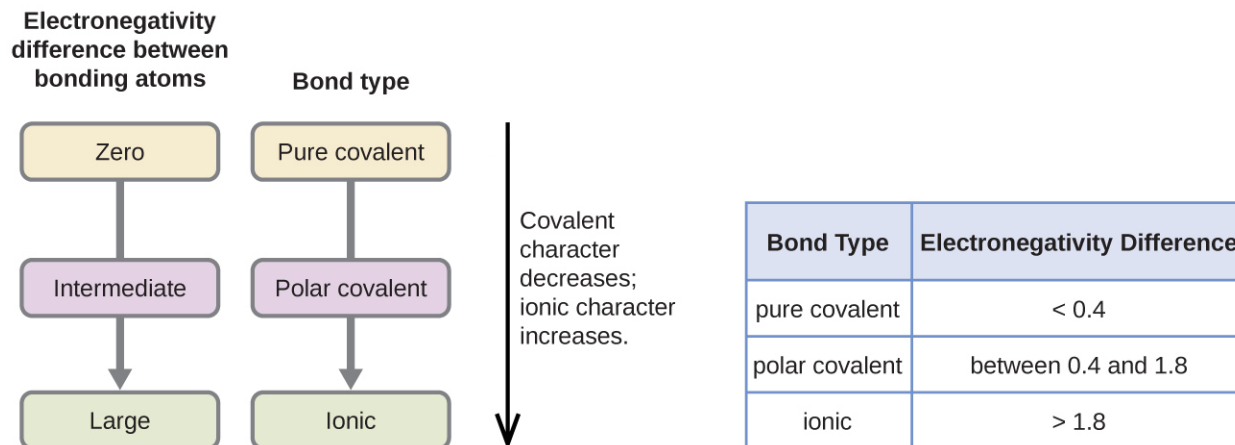 Electronegativity
difference between
bonding atoms
Bond type
Zero
Pure covalent
Intermediate
Polar covalent
Large
Ionic
Covalent
character
decreases;
ionic character
increases.
Bond Type Electronegativity Difference
pure covalent < 0.4
polar covalent between 0.4 and 1.8
ionic > 1.8